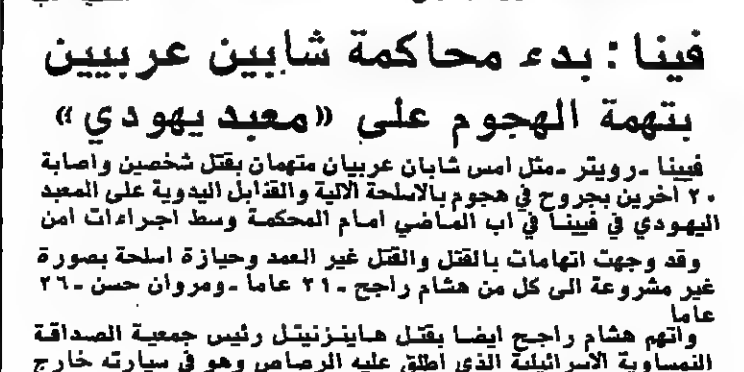 فينا : بدء محاكمة شابين عربيين
بتهمة الهجوم على «معبد يهودي»
فيينا ـ رويتر ـ مثل امس شابان عربيان متهمان بقتل شخصين واصابة
٢٠ آخرين بجروح في هجوم بالاسلحة الالية والقنابل اليدوية على المعبد
اليهودي في فيينا في اب الماضي امام المحكمة وسط اجراءات امن
وقد وجهت اتهامات بالقتل والقتل غير العمد وحيازة اسلحة بصورة
غير مشروعة الى كل من هشام راجح ـ ٢١ عاما ـ ومروان حسن ـ ٢٦
عاما
واتهم هشام راجح ايضا بقتل هاينزنيتل رئيس جمعية الصداقة
النمساوية الاسرائيلية الذي اطلق عليه الرصاص وهو في سيارته خارج